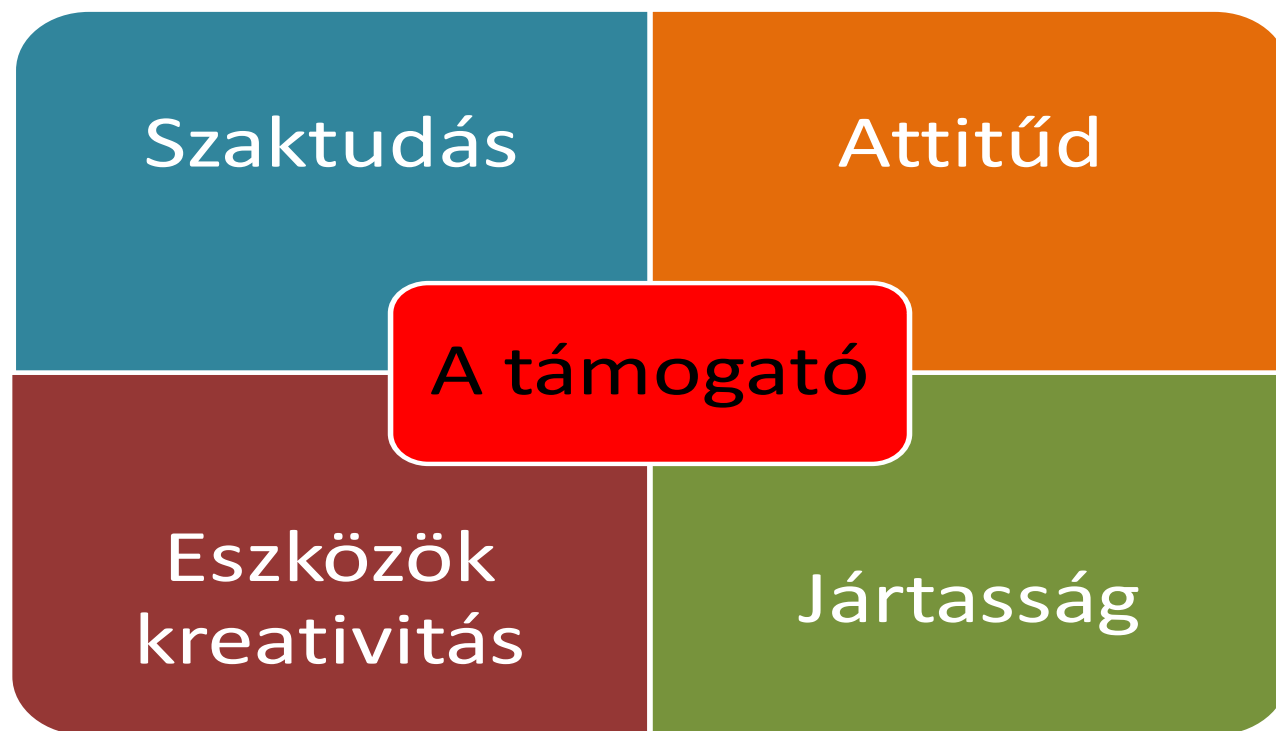 Szaktudás
Attitűd
A támogató
Eszközök
kreativitás
Jártasság